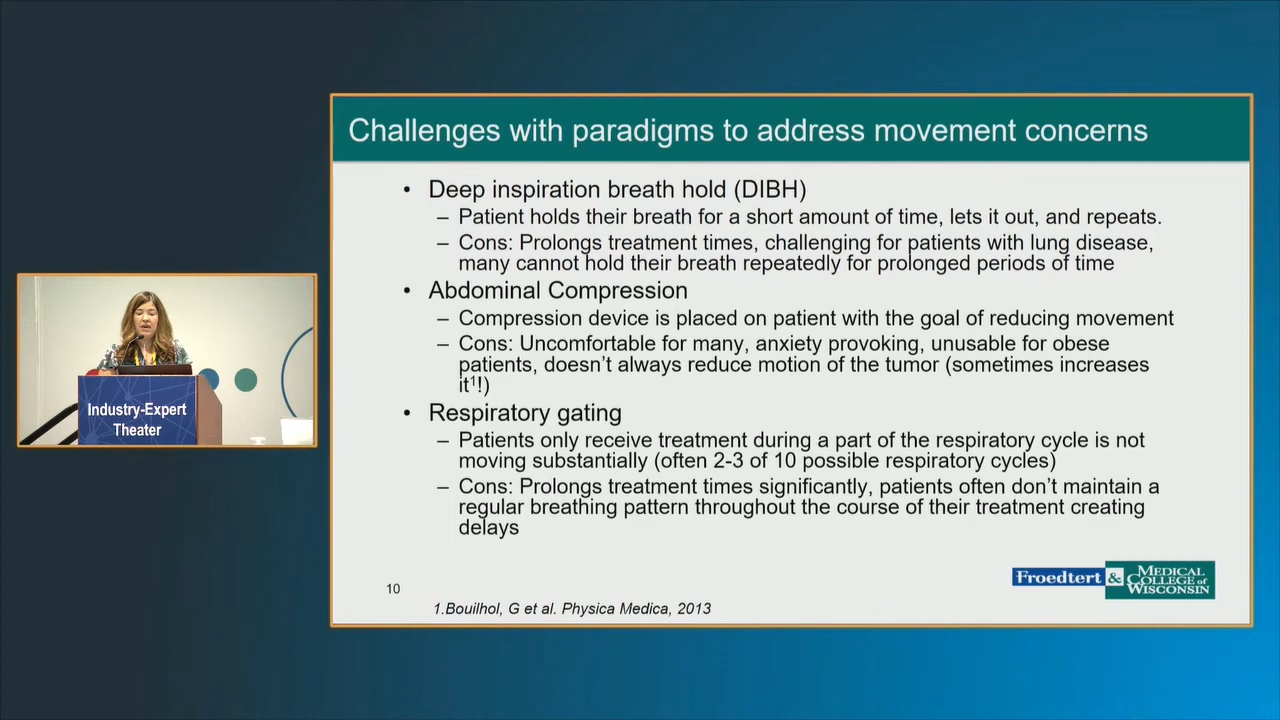 Challenges with paradigms to address movement concerns
• Deep inspiration breath hold (DIBH)
– Patient holds their breath for a short amount of time, lets it out, and repeats.
– Cons: Prolongs treatment times, challenging for patients with lung disease,
many cannot hold their breath repeatedly for prolonged periods of time
• Abdominal Compression
– Compression device is placed on patient with the goal of reducing movement
– Cons: Uncomfortable for many, anxiety provoking, unusable for obese
patients, doesn't always reduce motion of the tumor (sometimes increases
it¹!)
• Respiratory gating
– Patients only receive treatment during a part of the respiratory cycle is not
moving substantially (often 2-3 of 10 possible respiratory cycles)
– Cons: Prolongs treatment times significantly, patients often don't maintain a
regular breathing pattern throughout the course of their treatment creating
delays
10
1.Bouilhol, G et al. Physica Medica, 2013
Froedtert & MEDICAL
COLLEGE of
WISCONSIN
Industry-Expert
Theater